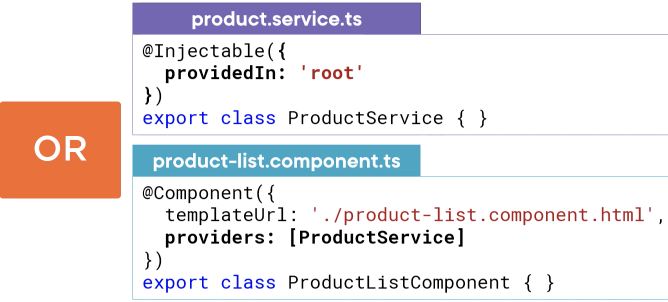 product.service.ts
@Injectable({
  providedIn: 'root'
})
export class ProductService { }
OR
product-list.component.ts
@Component({
  templateUrl: './product-list.component.html',
  providers: [ProductService]
})
export class ProductListComponent { }